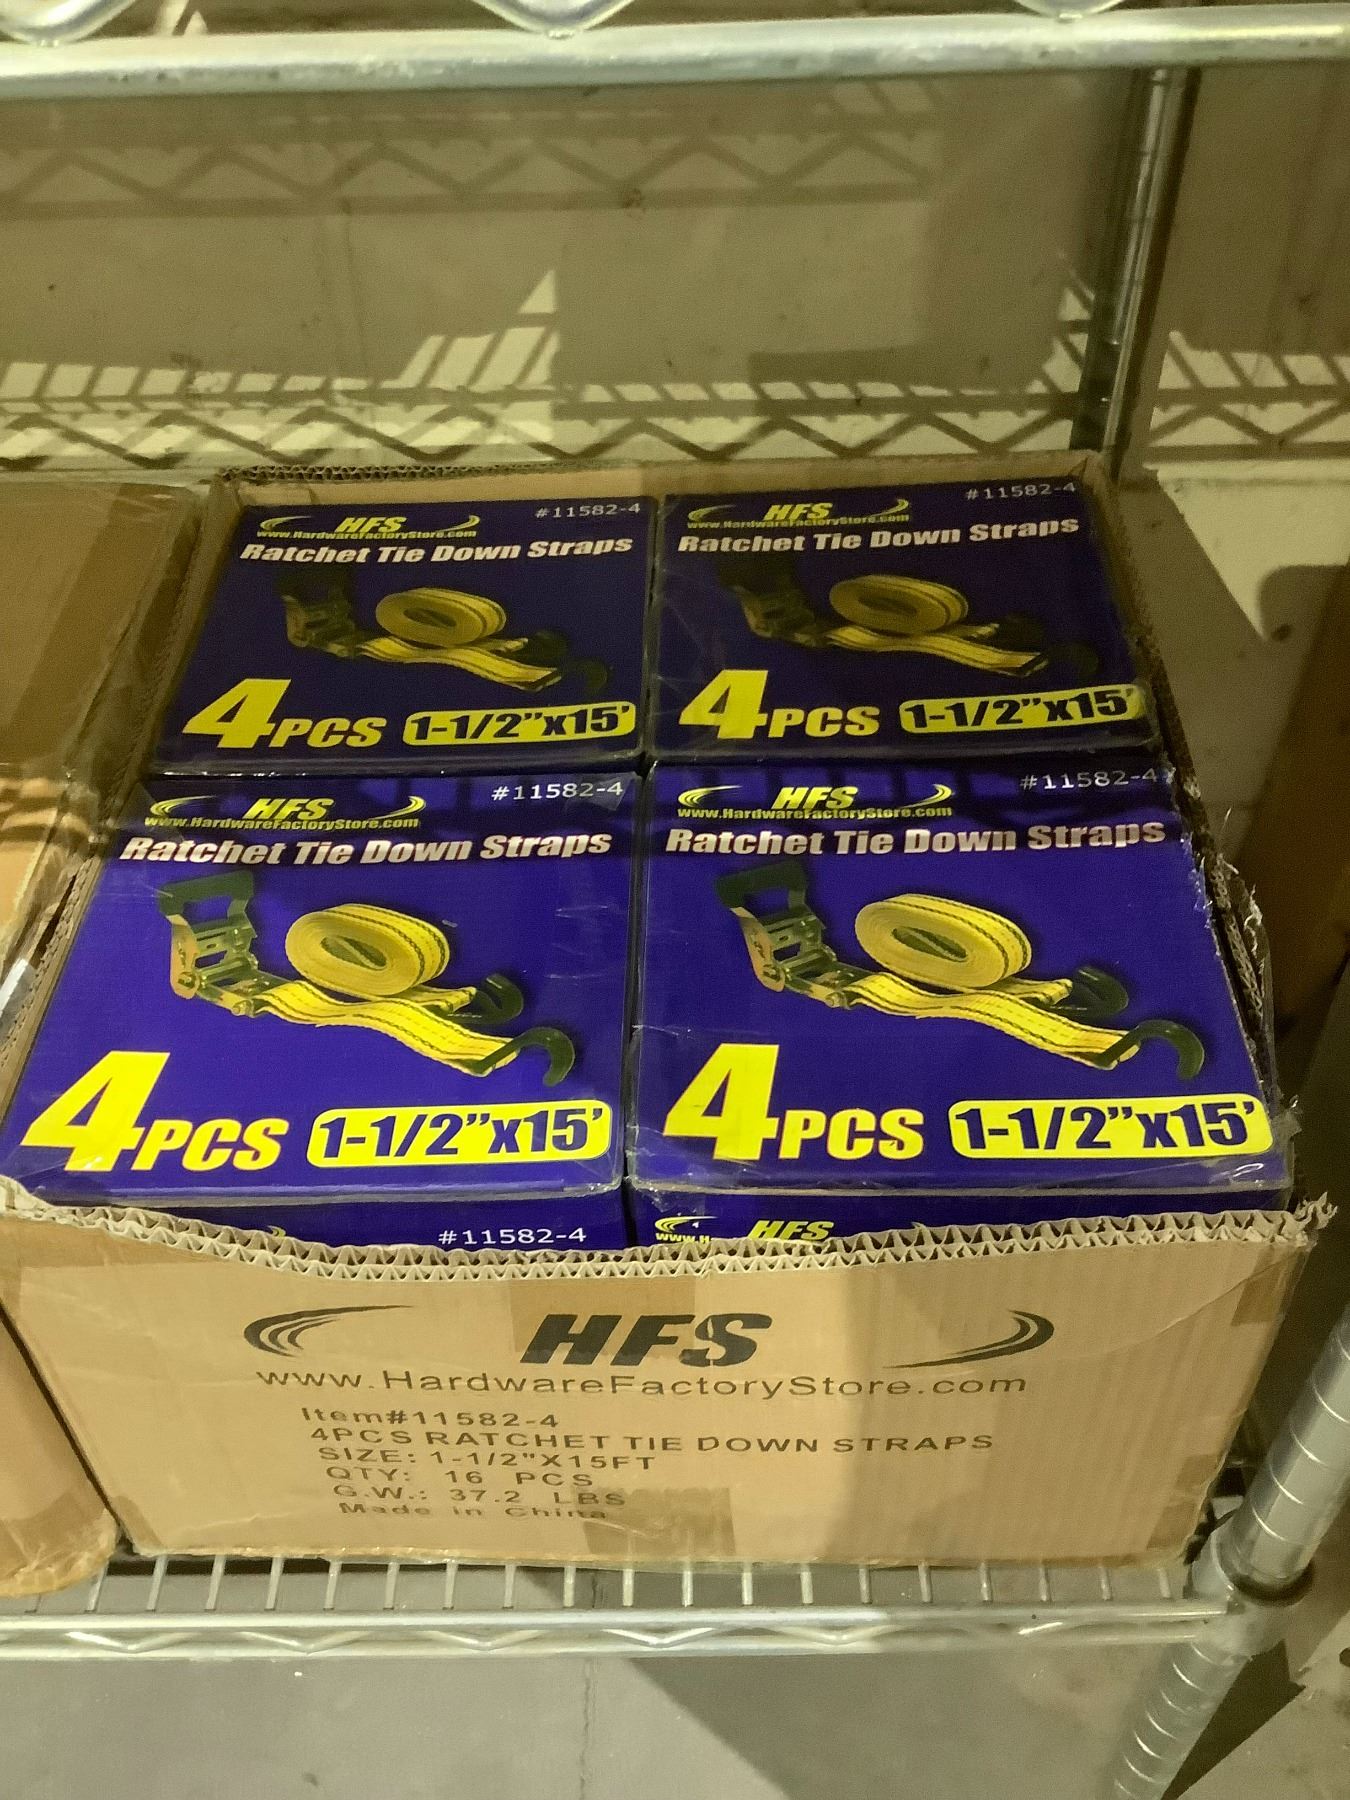 HFS
#11582-4
www.HardwareFactoryStore.com
Ratchet Tie Down Straps
4PCS 1-1/2"x15'
HFS
#11582-4
www.HardwareFactoryStore.com
Ratchet Tie Down Straps
4PCS 1-1/2"x15'
HFS
#11582-4
www.HardwareFactoryStore.com
Ratchet Tie Down Straps
4PCS 1-1/2"x15'
HFS
#11582-4
www.HardwareFactoryStore.com
Ratchet Tie Down Straps
4PCS 1-1/2"x15'
#11582-4
HFS
www.H
HFS
www.HardwareFactoryStore.com
Item#11582-4
4PCS RATCHET TIE DOWN STRAPS
SIZE: 1-1/2"X15FT
QTY: 16 PCS
G.W.: 37.2 LBS
Made in China